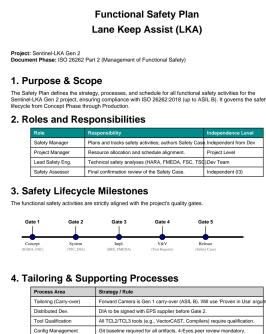 Functional Safety Plan
Lane Keep Assist (LKA)
Project: Sentinel-LKA Gen 2
Document Phase: ISO 26262 Part 2 (Management of Functional Safety)
1. Purpose & Scope
The Safety Plan defines the strategy, processes, and schedule for all functional safety activities for the
Sentinel-LKA Gen 2 project, ensuring compliance with ISO 26262:2018 (up to ASIL B). It governs the safet
lifecycle from Concept Phase through Production.
2. Roles and Responsibilities
Role Responsibility Independence Level
Safety Manager Plans and tracks safety activities; authors Safety Case. Independent from Dev
Project Manager Resource allocation and schedule alignment. Project Level
Lead Safety Eng. Technical safety analyses (HARA, FMEDA, FSC, TSC) Dev Team
Safety Assessor Final confirmation review of the Safety Case. Independent (I3)
3. Safety Lifecycle Milestones
The functional safety activities are strictly aligned with the project's quality gates.
Gate 1 Gate 2 Gate 3 Gate 4 Gate 5
Concept System Impl V&V Release
(HARA, FSC) (TSC, DIA) (Test Reports) (Safety Case)
4. Tailoring & Supporting Processes
Process Area Strategy / Rule
Tailoring (Carry-over) Forward Camera is Gen 1 carry-over (ASIL B). Will use 'Proven in Use' argum
Distributed Dev. DIA to be signed with EPS supplier before Gate 2.
Tool Qualification All TCL2/TCL3 tools (e.g., VectorCAST, Compilers) require qualification.
Config Management Git baseline required for all artifacts. 4-Eyes peer review mandatory.